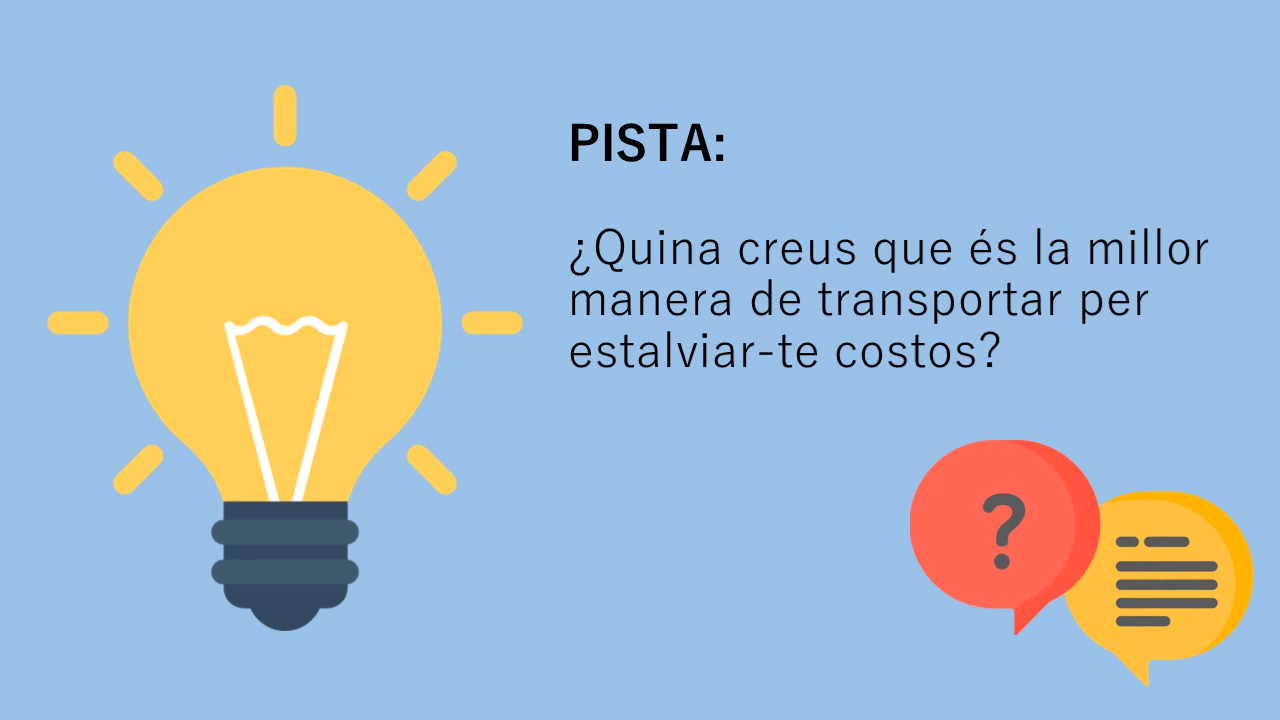 PISTA:
¿Quina creus que és la millor
manera de transportar per
estalviar-te costos?
?